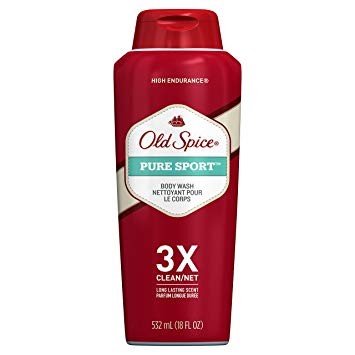 HIGH ENDURANCE®
Old Spice®
PURE SPORT™
BODY WASH
NETTOYANT POUR
LE CORPS
3X
CLEAN/NET
LONG LASTING SCENT
PARFUM LONGUE DURÉE
532 mL (18 FL OZ)